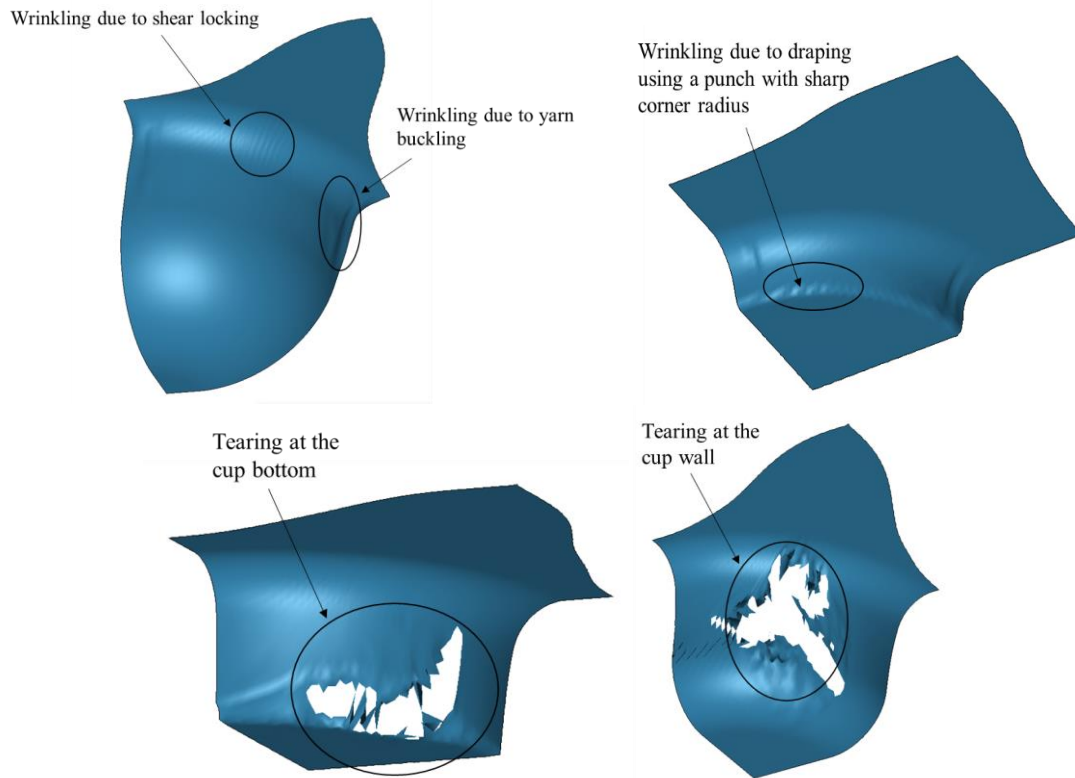 Wrinkling due to shear locking
Wrinkling due to yarn
buckling
Wrinkling due to draping
using a punch with sharp
corner radius
Tearing at the
cup bottom
Tearing at the
cup wall